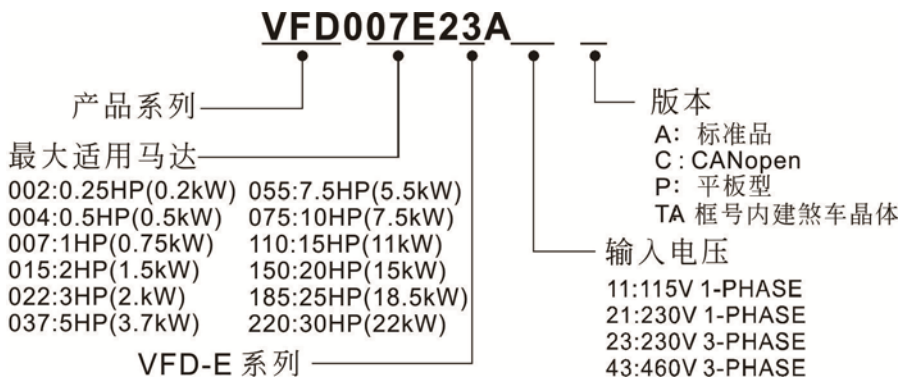 VFD007E23A
产品系列
最大适用马达
002:0.25HP(0.2kW) 055:7.5HP(5.5kW)
004:0.5HP(0.5kW) 075:10HP(7.5kW)
007:1HP(0.75kW) 110:15HP(11kW)
015:2HP(1.5kW) 150:20HP(15kW)
022:3HP(2.kW) 185:25HP(18.5kW)
037:5HP(3.7kW) 220:30HP(22kW)
VFD-E 系列
版本
A: 标准品
C : CANopen
P: 平板型
TA 框号内建煞车晶体
输入电压
11:115V 1-PHASE
21:230V 1-PHASE
23:230V 3-PHASE
43:460V 3-PHASE